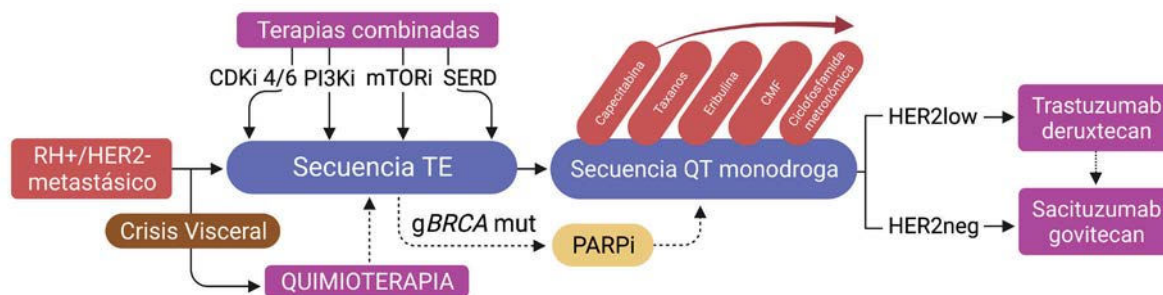 Terapias combinadas
CDKi 4/6 PI3Ki mTORi SERD
RH+/HER2-
metastásico
Secuencia TE
Crisis Visceral
QUIMIOTERAPIA
gBRCA mut
PARPi
Capecitabina
Taxanos
Eribulina
CMF
Ciclofosfamida
metronómica
Secuencia QT monodroga
HER2low
Trastuzumab
deruxtecan
HER2neg
Sacituzumab
govitecan